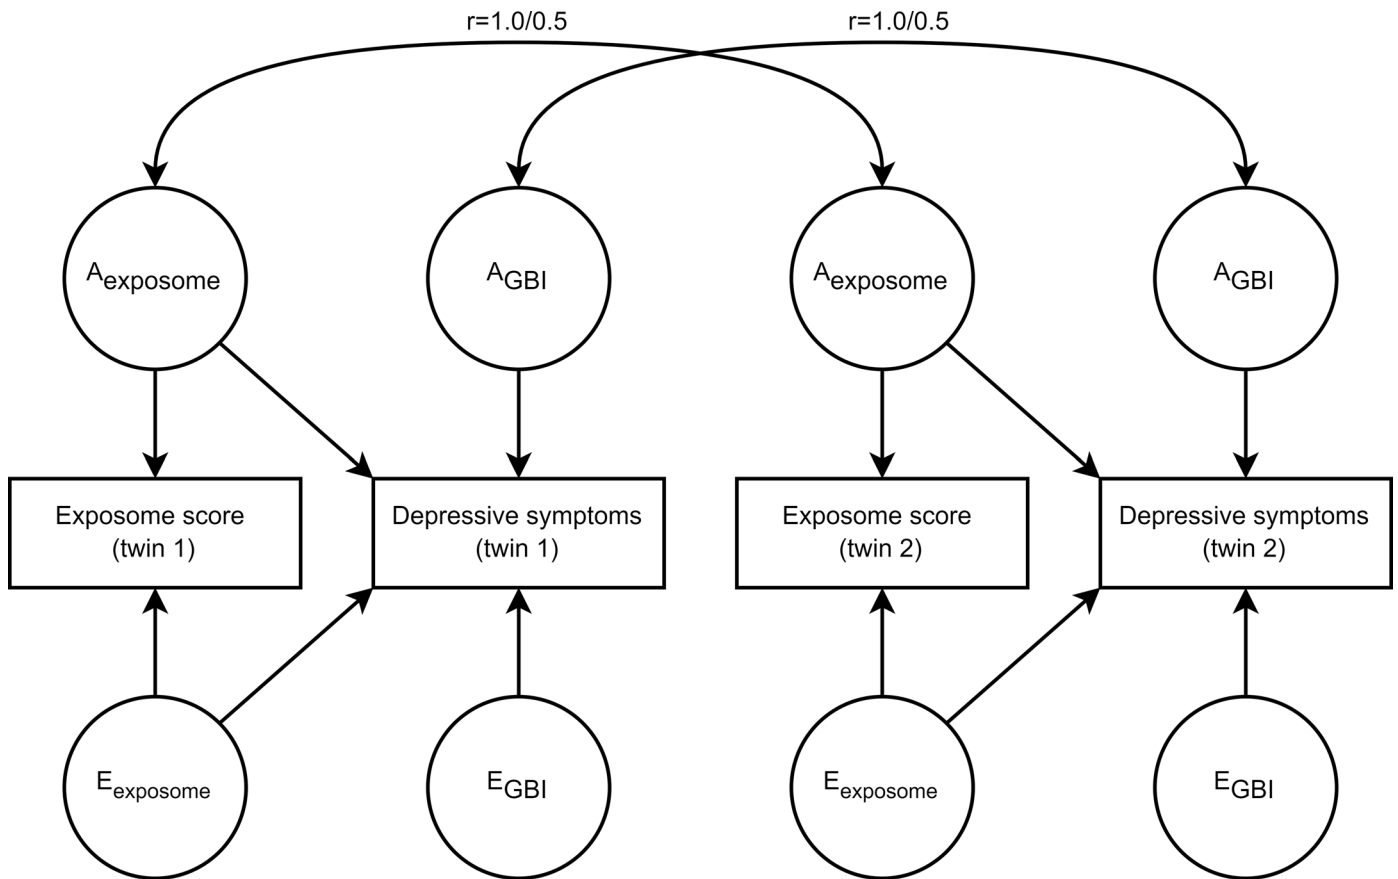 r=1.0/0.5
r=1.0/0.5
Aexposome
AGBI
Aexposome
AGBI
Exposome score
(twin 1)
Depressive symptoms
(twin 1)
Exposome score
(twin 2)
Depressive symptoms
(twin 2)
Eexposome
EGBI
Eexposome
EGBI